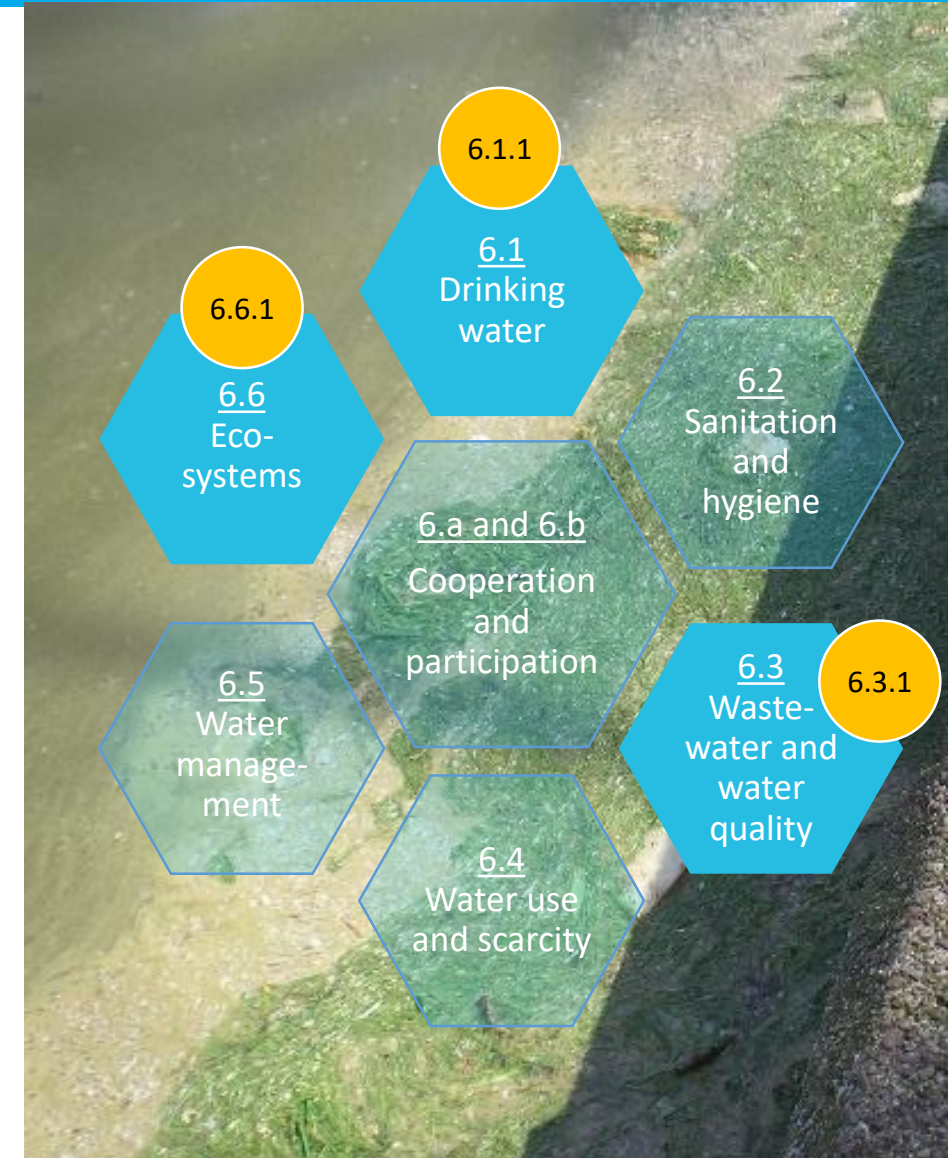 6.1.1
6.1
Drinking
water
6.6.1
6.6
Eco-
systems
6.2
Sanitation
and
hygiene
6.a and 6.b
Cooperation
and
participation
6.3.1
6.3
Waste-
water and
water
quality
6.5
Water
manage-
ment
6.4
Water use
and scarcity